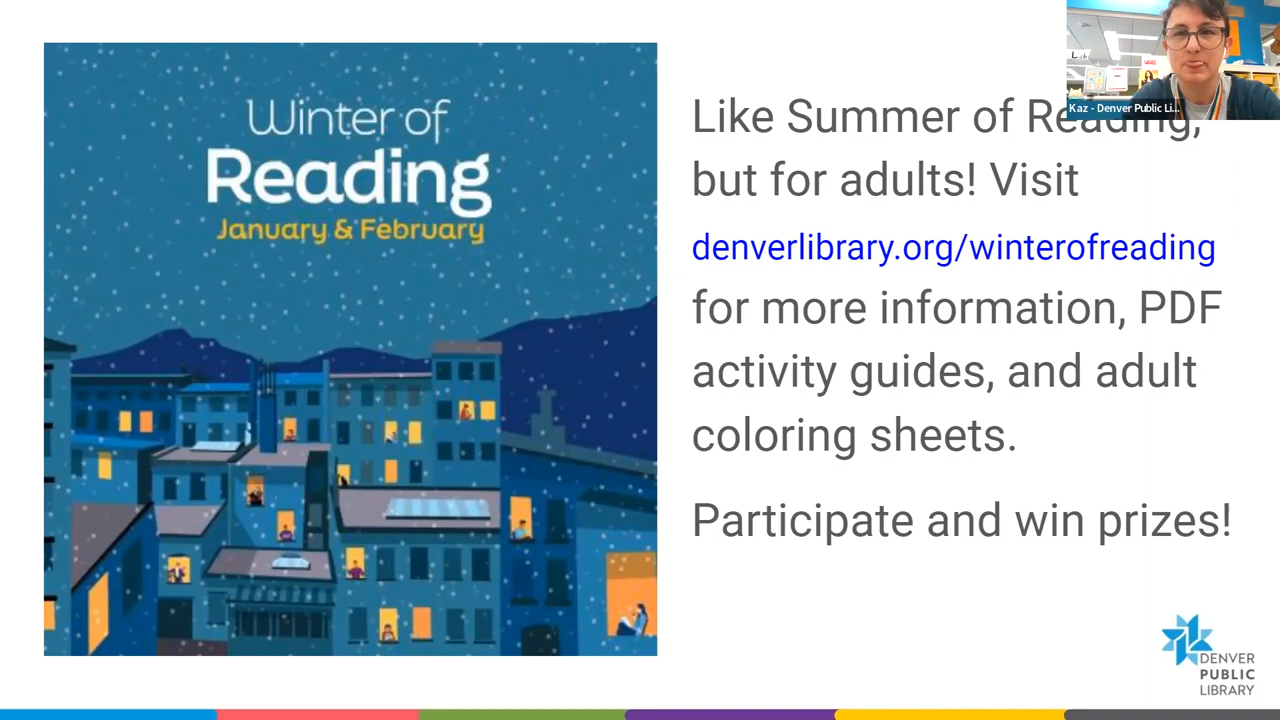 Winter of
Reading
January & February
Like Summer of Reading,
but for adults! Visit
denverlibrary.org/winterofreading
for more information, PDF
activity guides, and adult
coloring sheets.
Participate and win prizes!
Kaz - Denver Public Li...
DENVER
PUBLIC
LIBRARY